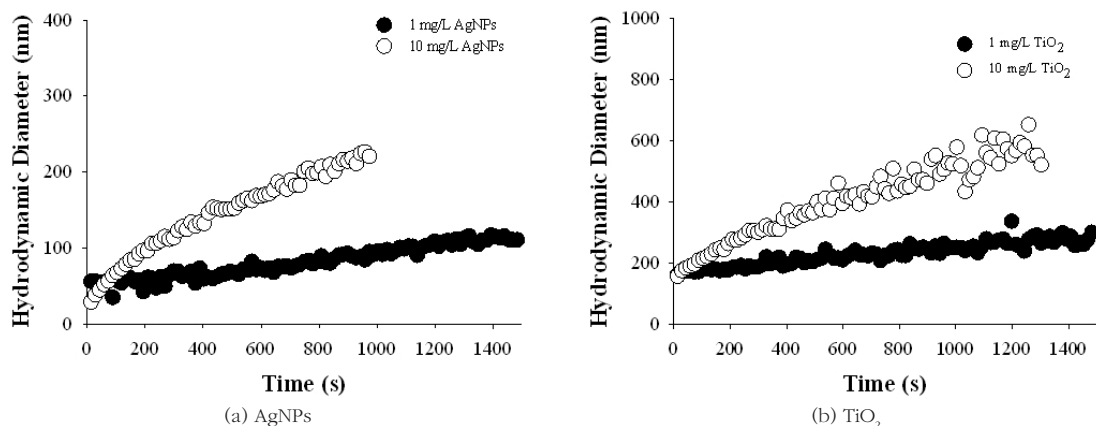 400
300
200
100
0
Hydrodynamic Diameter (nm)
1 mg/L AgNPs
10 mg/L AgNPs
0 200 400 600 800 1000 1200 1400
Time (s)
(a) AgNPs
1000
800
600
400
200
0
Hydrodynamic Diameter (nm)
1 mg/L TiO₂
10 mg/L TiO₂
0 200 400 600 800 1000 1200 1400
Time (s)
(b) TiO₂